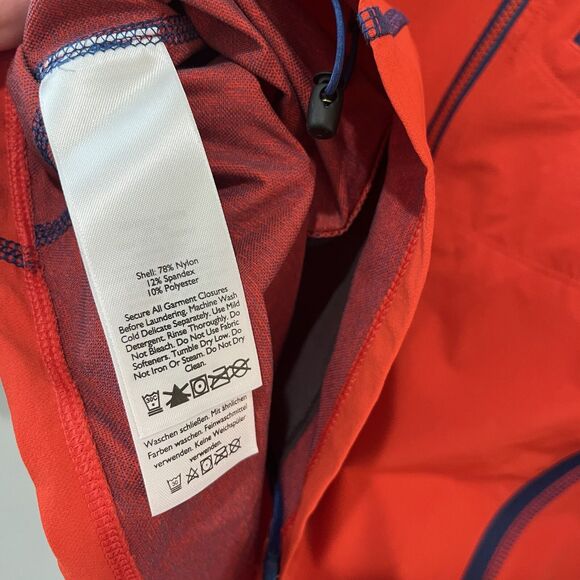 Shell: 78% Nylon
12% Spandex
10% Polyester
Secure All Garment Closures
Before Laundering. Machine Wash
Cold Delicate Separately. Use Mild
Detergent. Rinse Thoroughly. Do
Not Bleach. Do Not Use Fabric
Softeners. Tumble Dry Low. Do
Not Iron or Steam. Do Not Dry
Clean.
Waschen schließen. Mit ähnlichen
Farben waschen. Feinwaschmittel
verwenden. Keine Weichspüler
verwenden.
30